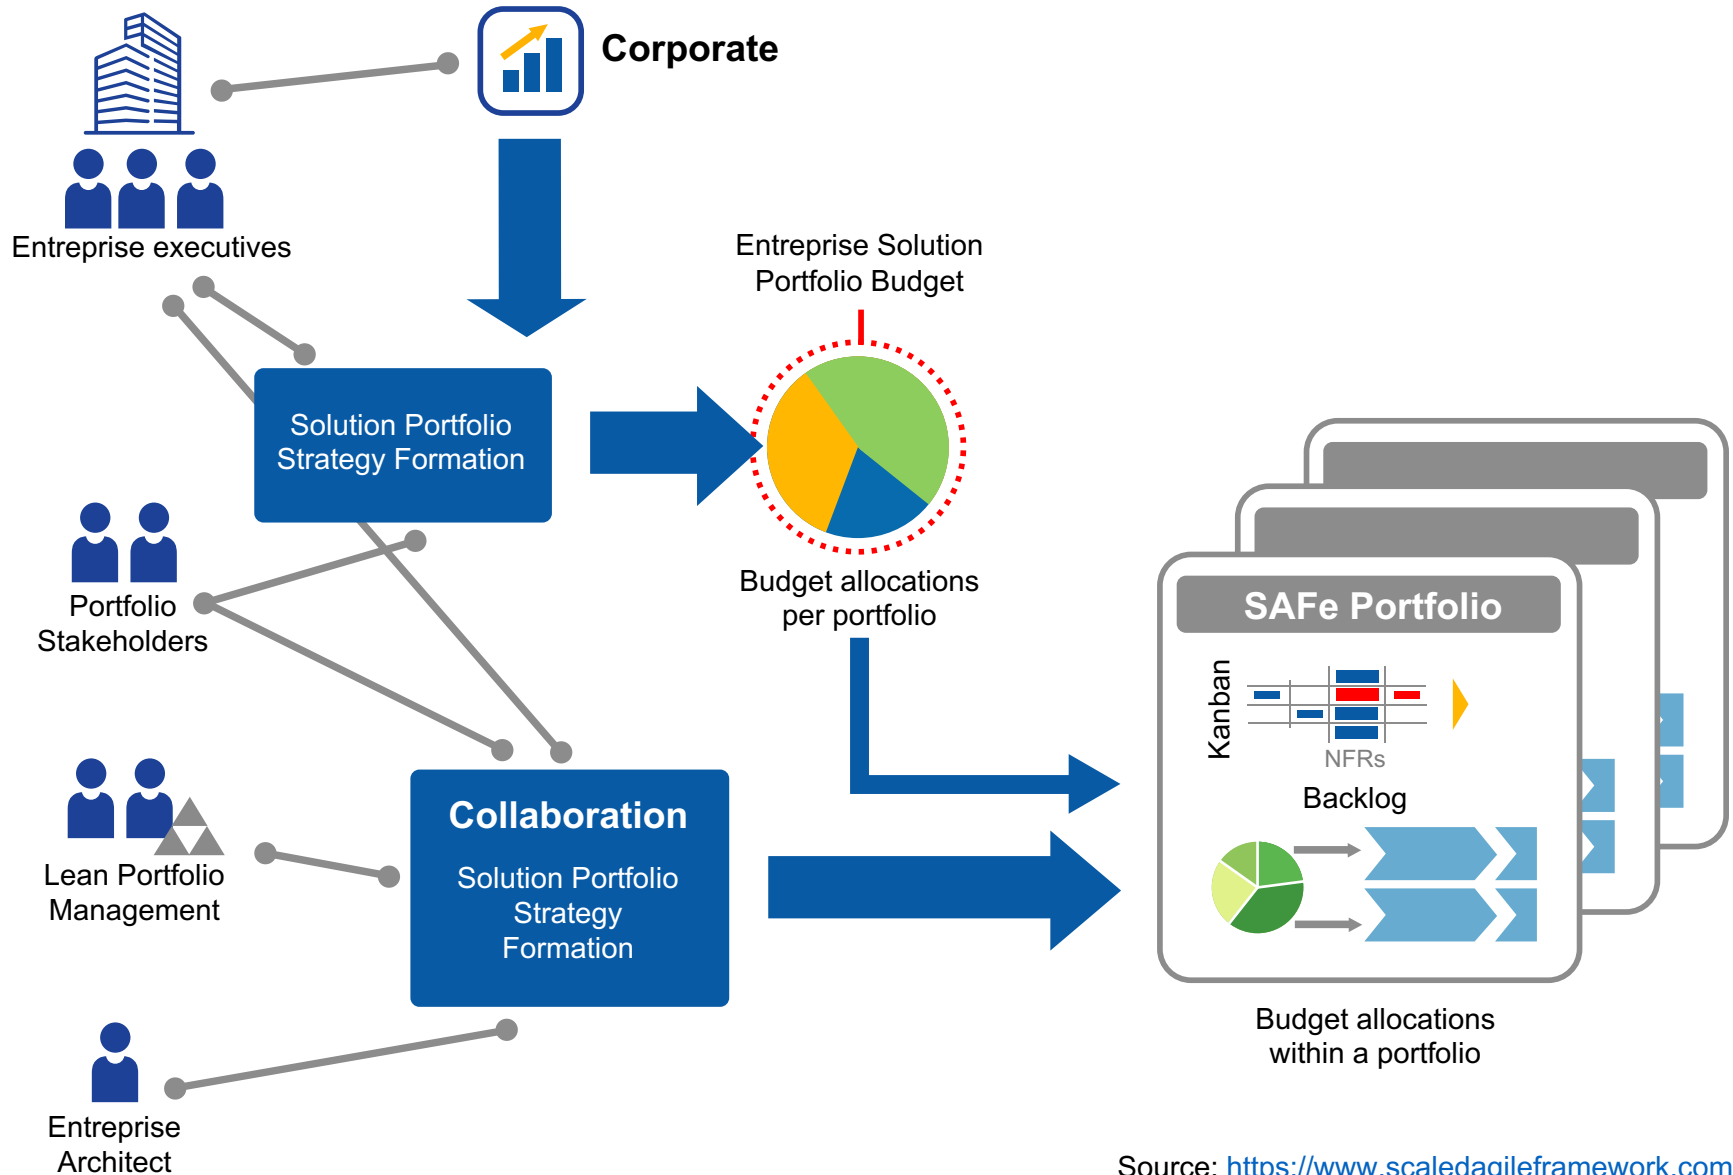 Corporate
Entreprise executives
Entreprise Solution
Portfolio Budget
Solution Portfolio
Strategy Formation
Portfolio
Stakeholders
Budget allocations
per portfolio
SAFe Portfolio
Kanban
NFRs
Backlog
Lean Portfolio
Management
Collaboration
Solution Portfolio
Strategy
Formation
Budget allocations
within a portfolio
Entreprise
Architect
Source: https://www.scaledagileframework.com